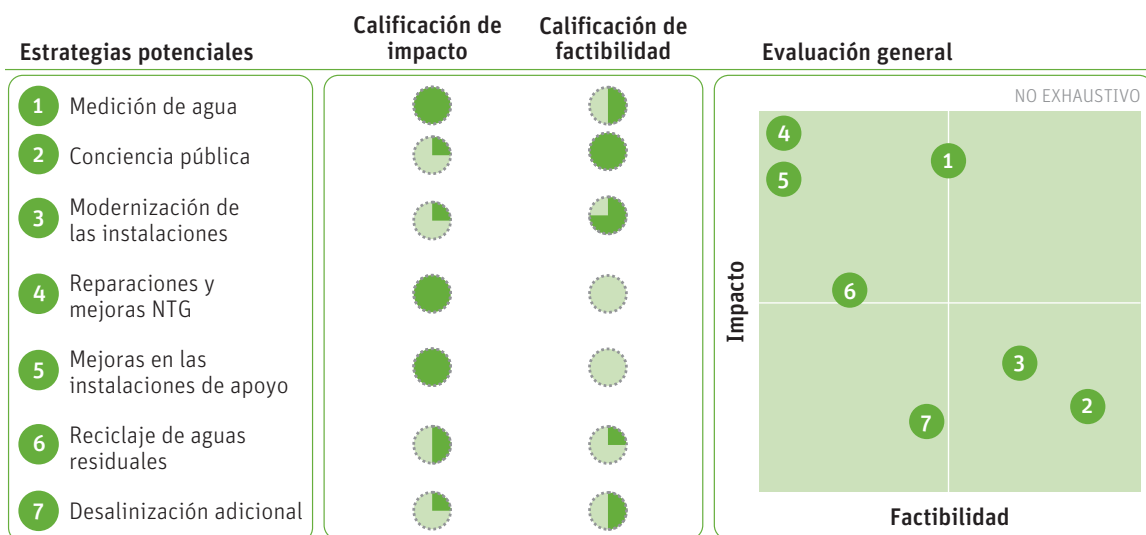 Estrategias potenciales
Calificación de
impacto
Calificación de
factibilidad
Evaluación general
1 Medición de agua
2 Conciencia pública
3 Modernización de
las instalaciones
4 Reparaciones y
mejoras NTG
5 Mejoras en las
instalaciones de apoyo
6 Reciclaje de aguas
residuales
7 Desalinización adicional
NO EXHAUSTIVO
4
1
5
6
3
2
7
Impacto
Factibilidad